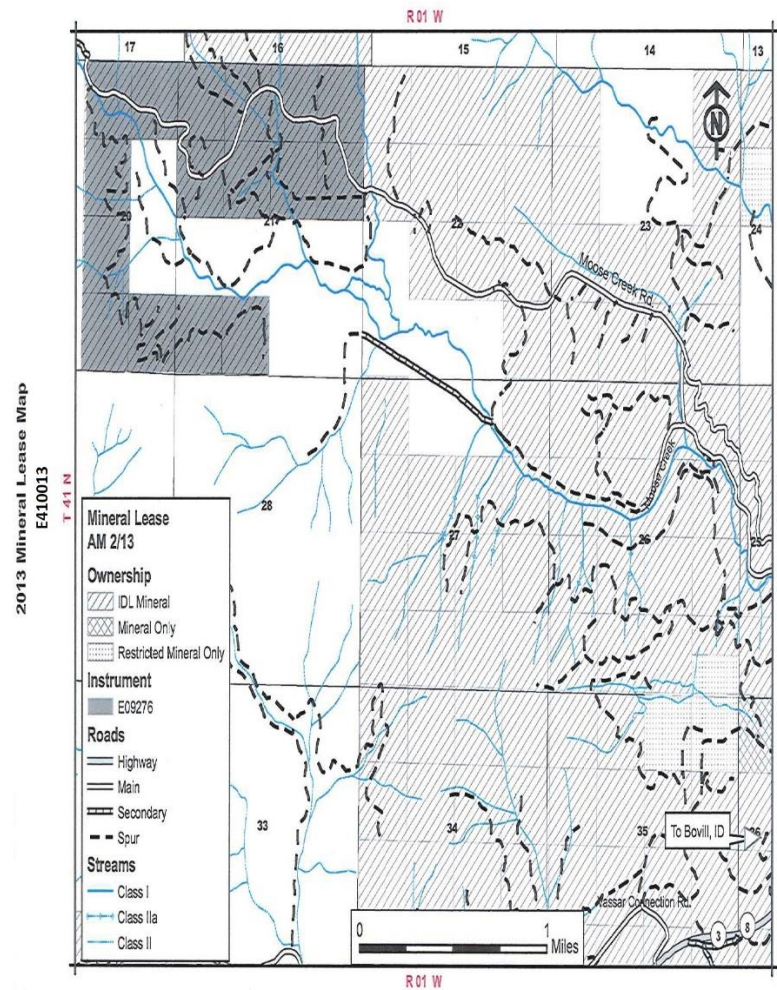 R 01 W
17 16 15 14 13
N
20 21 22 23 24
Moose Creek Rd.
2013 Mineral Lease Map
E410013
T 41 N
Moose Creek
28 27 26 25
Mineral Lease
AM 2/13
Ownership
IDL Mineral
Mineral Only
Restricted Mineral Only
Instrument
E09276
Roads
Highway
Main
Secondary
Spur
Streams
Class I
Class IIa
Class II
33 34 35 36
To Bovill, ID
Vassar Connection Rd.
3 8
0 1
Miles
R 01 W